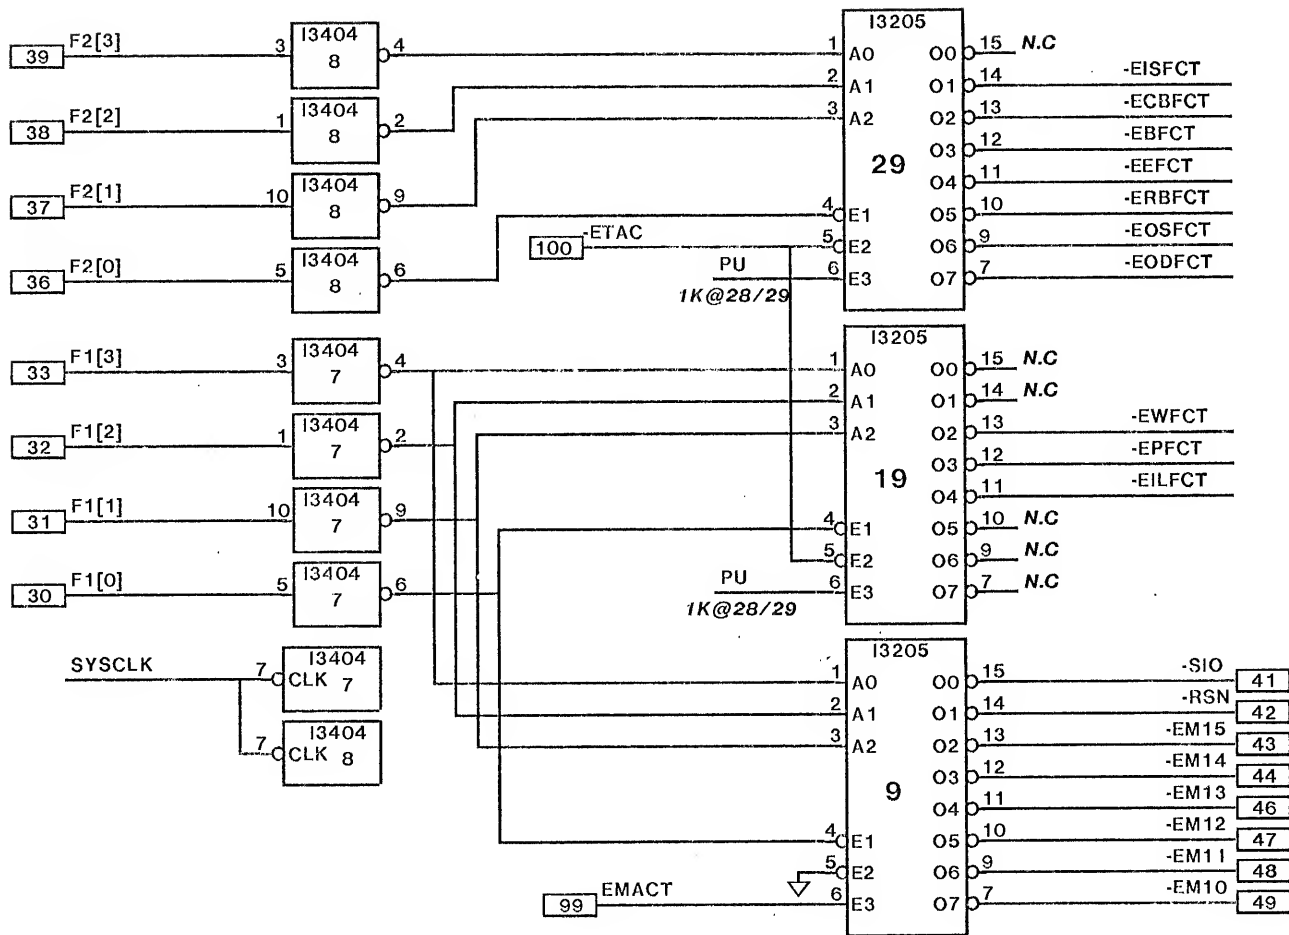 I3205
39 F2[3] 3 I3404 8 4 1 A0 O0 15 N.C
2 A1 O1 14 -EISFCT
38 F2[2] 1 I3404 8 2 3 A2 O2 13 -ECBFCT
O3 12 -EBFCT
29 O4 11 -EEFCT
37 F2[1] 10 I3404 8 9 4 E1 O5 10 -ERBFCT
100 -ETAC 5 E2 O6 9 -EOSFCT
36 F2[0] 5 I3404 8 6 PU 6 E3 O7 7 -EODFCT
1K@28/29
I3205
33 F1[3] 3 I3404 7 4 1 A0 O0 15 N.C
2 A1 O1 14 N.C
32 F1[2] 1 I3404 7 2 3 A2 O2 13 -EWFCT
O3 12 -EPFCT
19 O4 11 -EILFCT
31 F1[1] 10 I3404 7 9 4 E1 O5 10 N.C
5 E2 O6 9 N.C
30 F1[0] 5 I3404 7 6 PU 6 E3 O7 7 N.C
1K@28/29
I3205
SYSCLK 7 I3404 CLK 7 1 A0 O0 15 -SIO 41
2 A1 O1 14 -RSN 42
7 I3404 CLK 8 3 A2 O2 13 -EM15 43
O3 12 -EM14 44
9 O4 11 -EM13 46
4 E1 O5 10 -EM12 47
5 E2 O6 9 -EM11 48
99 EMACT 6 E3 O7 7 -EM10 49